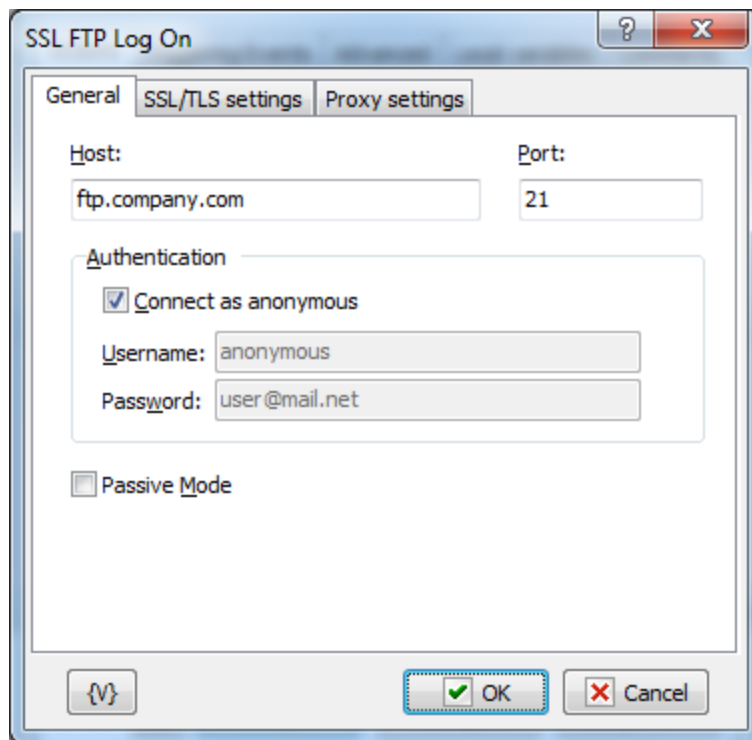 SSL FTP Log On
General SSL/TLS settings Proxy settings
Host: Port:
ftp.company.com 21
Authentication
Connect as anonymous
Username: anonymous
Password: user@mail.net
Passive Mode
{V} OK Cancel